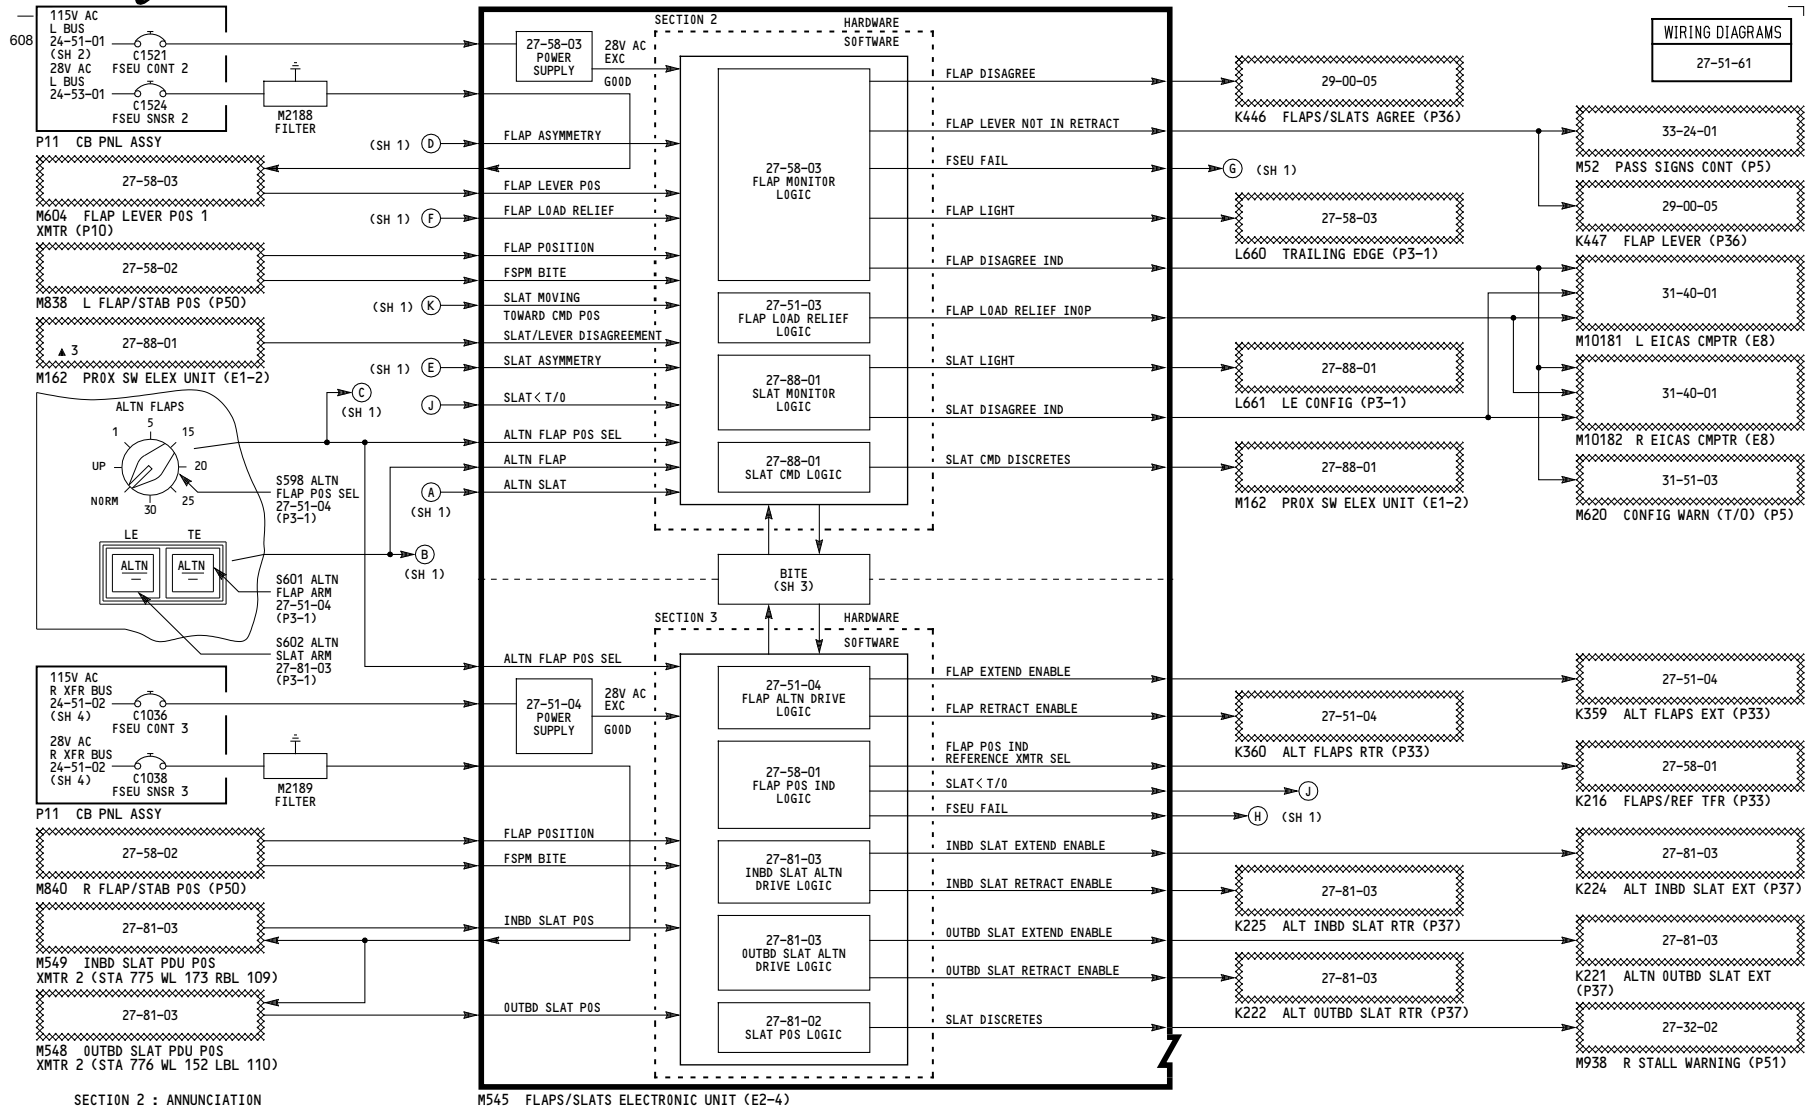 608
115V AC
L BUS
24-51-01
(SH 2)
C1521
FSEU CONT 2
28V AC
L BUS
24-53-01
C1524
FSEU SNSR 2
P11 CB PNL ASSY
M2188
FILTER
27-58-03
M604 FLAP LEVER POS 1
XMTR (P10)
27-58-02
M838 L FLAP/STAB POS (P50)
▲ 3
27-88-01
M162 PROX SW ELEX UNIT (E1-2)
(SH 1) D
(SH 1) F
(SH 1) K
(SH 1) E
J
C
(SH 1)
A
(SH 1)
B
(SH 1)
ALTN FLAPS
UP
1
5
15
20
25
30
NORM
S598 ALTN
FLAP POS SEL
27-51-04
(P3-1)
LE
TE
ALTN
ALTN
S601 ALTN
FLAP ARM
27-51-04
(P3-1)
S602 ALTN
SLAT ARM
27-81-03
(P3-1)
115V AC
R XFR BUS
24-51-02
(SH 4)
C1036
FSEU CONT 3
28V AC
R XFR BUS
24-51-02
(SH 4)
C1038
FSEU SNSR 3
P11 CB PNL ASSY
M2189
FILTER
27-58-02
M840 R FLAP/STAB POS (P50)
27-81-03
M549 INBD SLAT PDU POS
XMTR 2 (STA 775 WL 173 RBL 109)
27-81-03
M548 OUTBD SLAT PDU POS
XMTR 2 (STA 776 WL 152 LBL 110)
SECTION 2 : ANNUNCIATION
SECTION 2
HARDWARE
SOFTWARE
27-58-03
POWER
SUPPLY
28V AC
EXC
GOOD
FLAP ASYMMETRY
FLAP LEVER POS
FLAP LOAD RELIEF
FLAP POSITION
FSPM BITE
SLAT MOVING
TOWARD CMD POS
SLAT/LEVER DISAGREEMENT
SLAT ASYMMETRY
SLAT< T/O
ALTN FLAP POS SEL
ALTN FLAP
ALTN SLAT
27-58-03
FLAP MONITOR
LOGIC
27-51-03
FLAP LOAD RELIEF
LOGIC
27-88-01
SLAT MONITOR
LOGIC
27-88-01
SLAT CMD LOGIC
BITE
(SH 3)
SECTION 3
HARDWARE
SOFTWARE
ALTN FLAP POS SEL
27-51-04
POWER
SUPPLY
28V AC
EXC
GOOD
FLAP POSITION
FSPM BITE
INBD SLAT POS
OUTBD SLAT POS
27-51-04
FLAP ALTN DRIVE
LOGIC
27-58-01
FLAP POS IND
LOGIC
27-81-03
INBD SLAT ALTN
DRIVE LOGIC
27-81-03
OUTBD SLAT ALTN
DRIVE LOGIC
27-81-02
SLAT POS LOGIC
M545 FLAPS/SLATS ELECTRONIC UNIT (E2-4)
FLAP DISAGREE
FLAP LEVER NOT IN RETRACT
FSEU FAIL
FLAP LIGHT
FLAP DISAGREE IND
FLAP LOAD RELIEF INOP
SLAT LIGHT
SLAT DISAGREE IND
SLAT CMD DISCRETES
FLAP EXTEND ENABLE
FLAP RETRACT ENABLE
FLAP POS IND
REFERENCE XMTR SEL
SLAT< T/O
FSEU FAIL
INBD SLAT EXTEND ENABLE
INBD SLAT RETRACT ENABLE
OUTBD SLAT EXTEND ENABLE
OUTBD SLAT RETRACT ENABLE
SLAT DISCRETES
29-00-05
K446 FLAPS/SLATS AGREE (P36)
G (SH 1)
27-58-03
L660 TRAILING EDGE (P3-1)
27-88-01
L661 LE CONFIG (P3-1)
27-88-01
M162 PROX SW ELEX UNIT (E1-2)
27-51-04
K360 ALT FLAPS RTR (P33)
J
H (SH 1)
27-81-03
K225 ALT INBD SLAT RTR (P37)
27-81-03
K222 ALT OUTBD SLAT RTR (P37)
WIRING DIAGRAMS
27-51-61
33-24-01
M52 PASS SIGNS CONT (P5)
29-00-05
K447 FLAP LEVER (P36)
31-40-01
M10181 L EICAS CMPTR (E8)
31-40-01
M10182 R EICAS CMPTR (E8)
31-51-03
M620 CONFIG WARN (T/O) (P5)
27-51-04
K359 ALT FLAPS EXT (P33)
27-58-01
K216 FLAPS/REF TFR (P33)
27-81-03
K224 ALT INBD SLAT EXT (P37)
27-81-03
K221 ALTN OUTBD SLAT EXT
(P37)
27-32-02
M938 R STALL WARNING (P51)